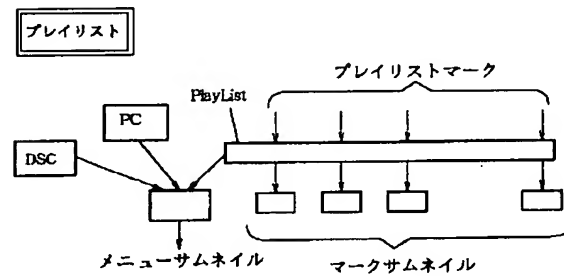 プレイリスト
プレイリストマーク
PlayList
PC
DSC
メニューサムネイル
マークサムネイル